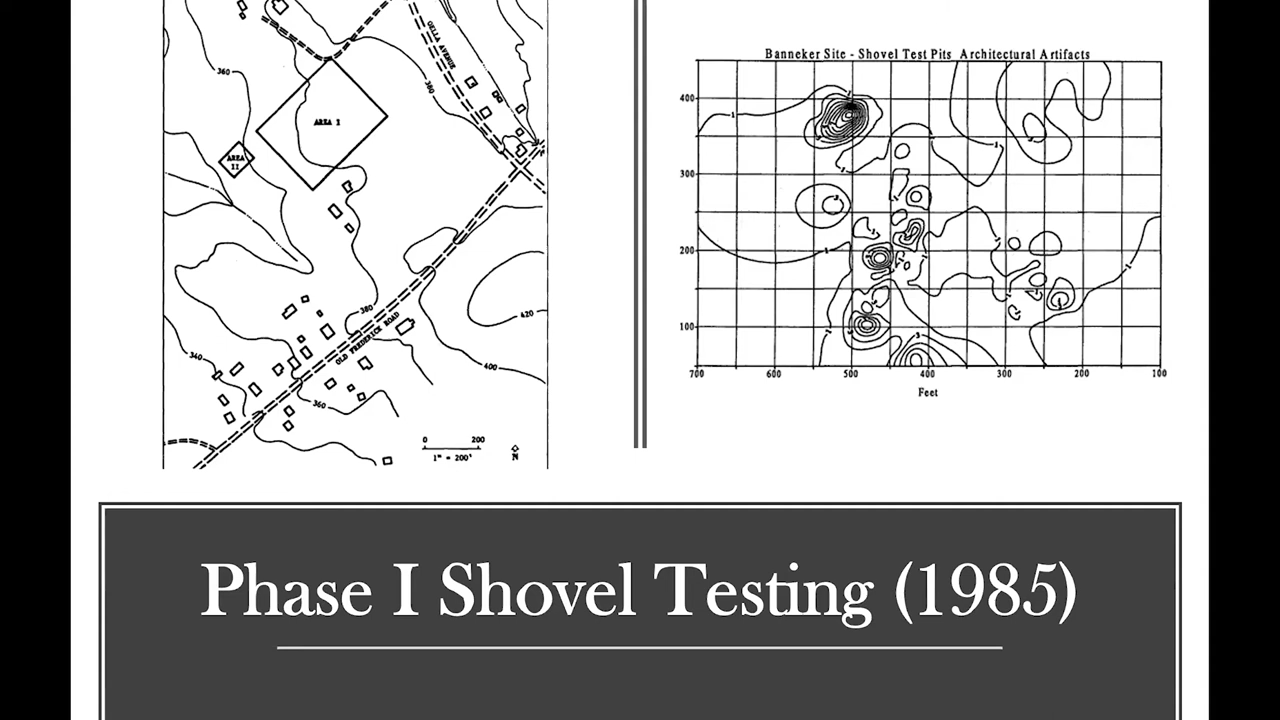 360
OELLA AVENUE
380
AREA I
AREA
II
380
OLD FREDERICK ROAD
420
400
340
360
0 200
1" = 200'
N
Banneker Site - Shovel Test Pits Architectural Artifacts
400
300
200
100
700 600 500 400 300 200 100
Feet
Phase I Shovel Testing (1985)